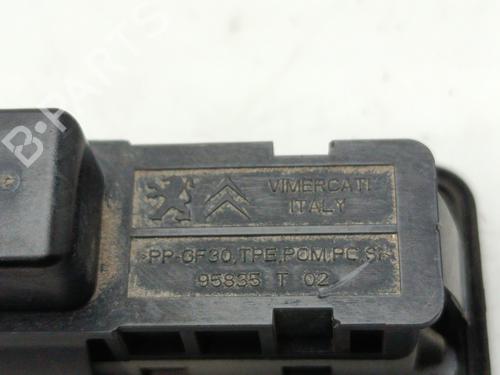 B-PARTS
VIMERCATI
ITALY
PP-GF30,TPE,POM,PC,SI
95835 T 02